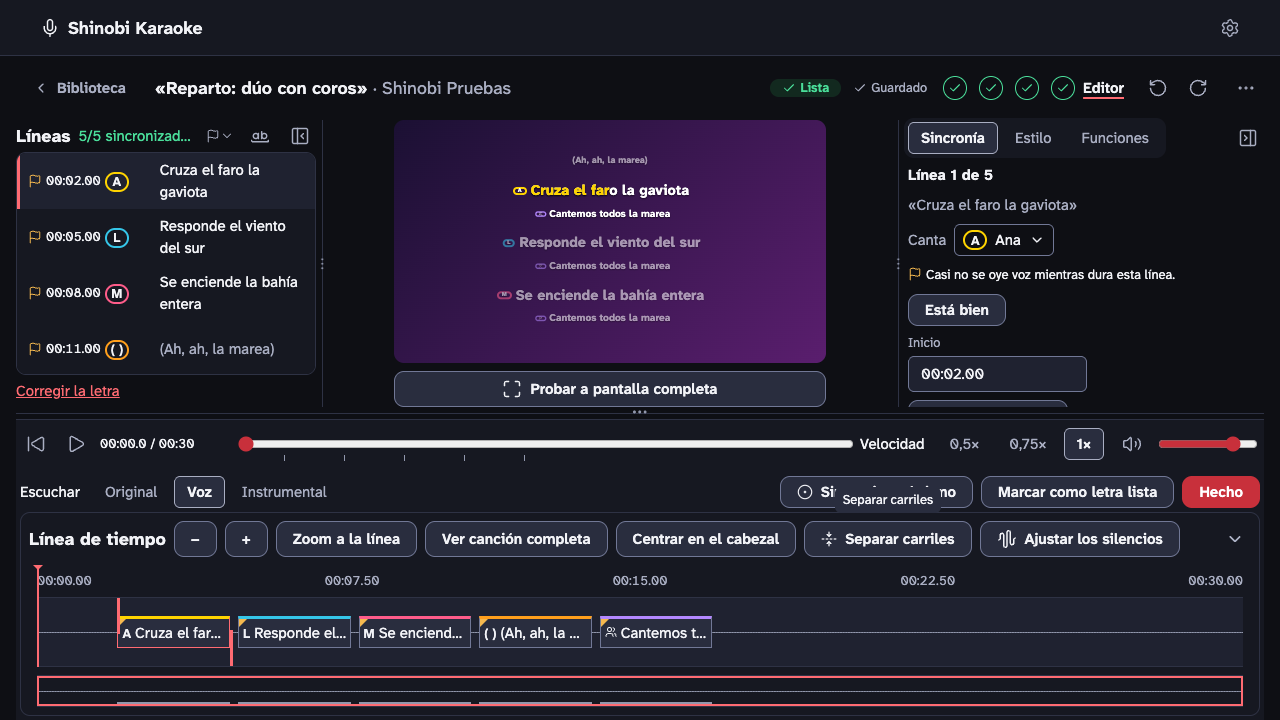 Shinobi Karaoke
Biblioteca
«Reparto: dúo con coros» · Shinobi Pruebas
Lista
Guardado
Editor
Líneas
5/5 sincronizad...
ab
00:02.00 A Cruza el faro la gaviota
00:05.00 L Responde el viento del sur
00:08.00 M Se enciende la bahía entera
00:11.00 ( ) (Ah, ah, la marea)
Corregir la letra
(Ah, ah, la marea)
A Cruza el faro la gaviota
Cantemos todos la marea
L Responde el viento del sur
Cantemos todos la marea
M Se enciende la bahía entera
Cantemos todos la marea
Probar a pantalla completa
Sincronía
Estilo
Funciones
Línea 1 de 5
«Cruza el faro la gaviota»
Canta A Ana
Casi no se oye voz mientras dura esta línea.
Está bien
Inicio
00:02.00
00:00.0 / 00:30
Velocidad
0,5×
0,75×
1×
Escuchar
Original
Voz
Instrumental
Separar carriles
Marcar como letra lista
Hecho
Línea de tiempo
−
+
Zoom a la línea
Ver canción completa
Centrar en el cabezal
Separar carriles
Ajustar los silencios
00:00.00
00:07.50
00:15.00
00:22.50
00:30.00
A Cruza el far...
L Responde el...
M Se enciend...
( ) (Ah, ah, la ...
Cantemos t...